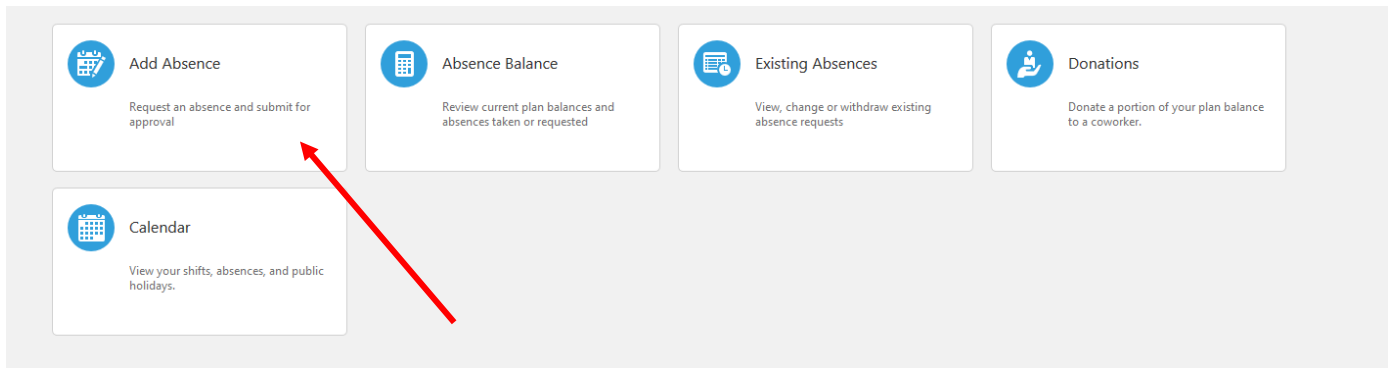 Add Absence
Request an absence and submit for
approval
Absence Balance
Review current plan balances and
absences taken or requested
Existing Absences
View, change or withdraw existing
absence requests
Donations
Donate a portion of your plan balance
to a coworker.
Calendar
View your shifts, absences, and public
holidays.